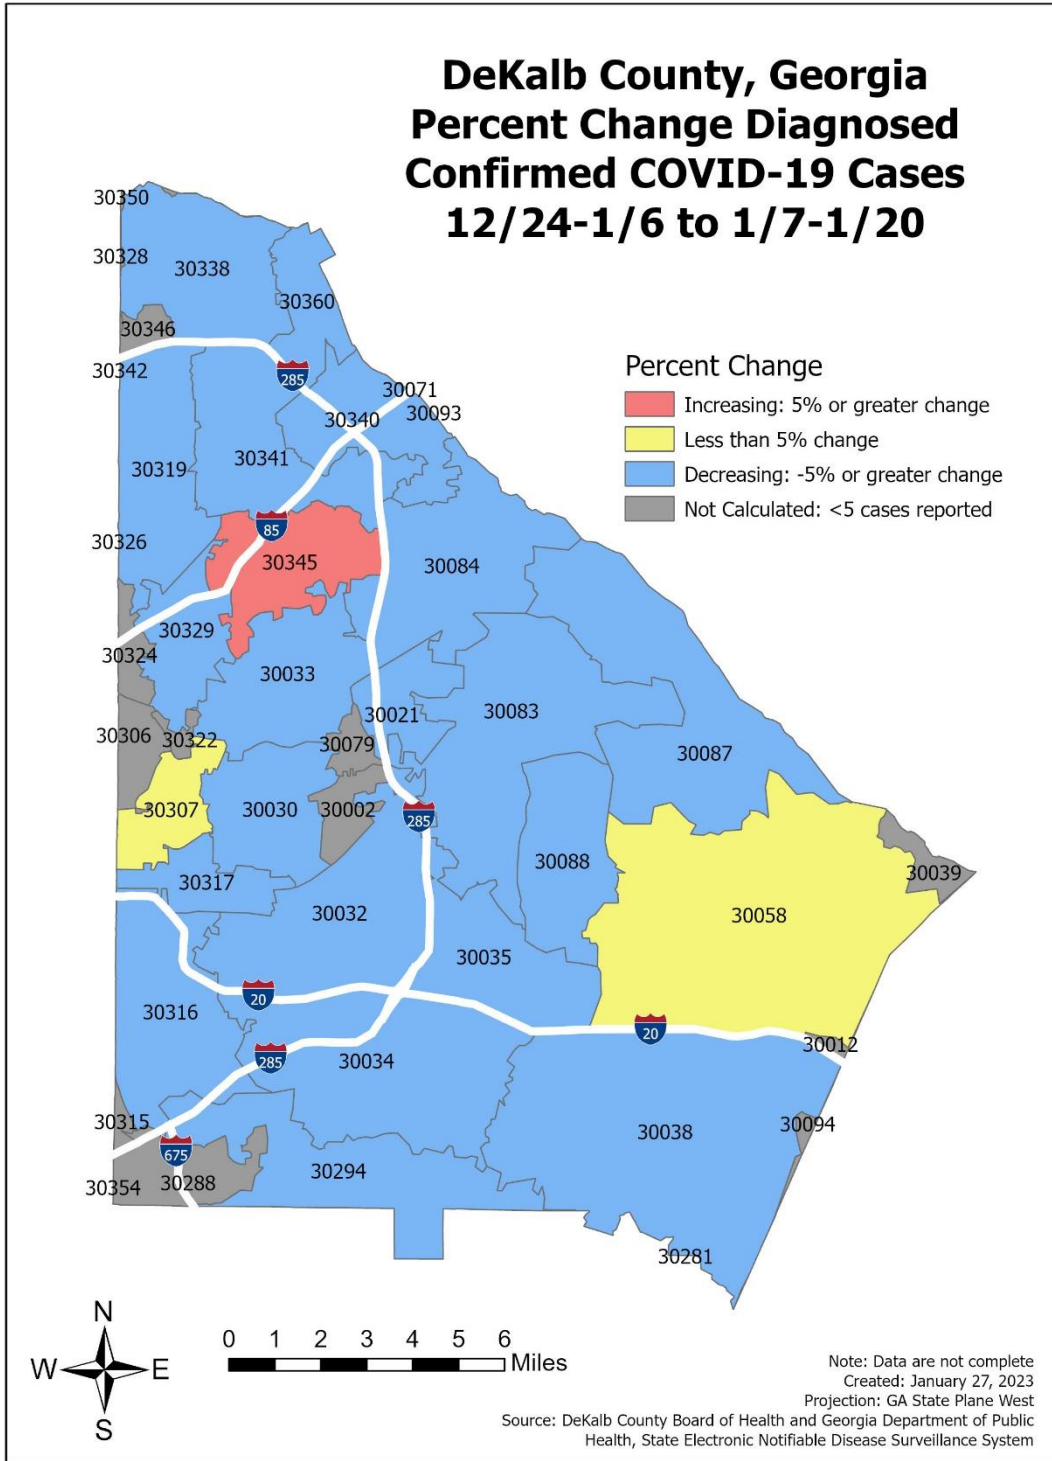 DeKalb County, Georgia
Percent Change Diagnosed
Confirmed COVID-19 Cases
12/24-1/6 to 1/7-1/20
30350
30328
30338
30360
30346
30342
285
30071
30093
30340
30341
30319
Percent Change
Increasing: 5% or greater change
Less than 5% change
Decreasing: -5% or greater change
Not Calculated: <5 cases reported
85
30326
30345
30084
30329
30324
30033
30021
30083
30306
30322
30079
30087
30307
30030
30002
285
30088
30039
30317
30032
30058
30035
20
30316
20
30012
285
30034
30315
30094
30038
675
30294
30354
30288
30281
N
W
E
S
0 1 2 3 4 5 6
Miles
Note: Data are not complete
Created: January 27, 2023
Projection: GA State Plane West
Source: DeKalb County Board of Health and Georgia Department of Public
Health, State Electronic Notifiable Disease Surveillance System